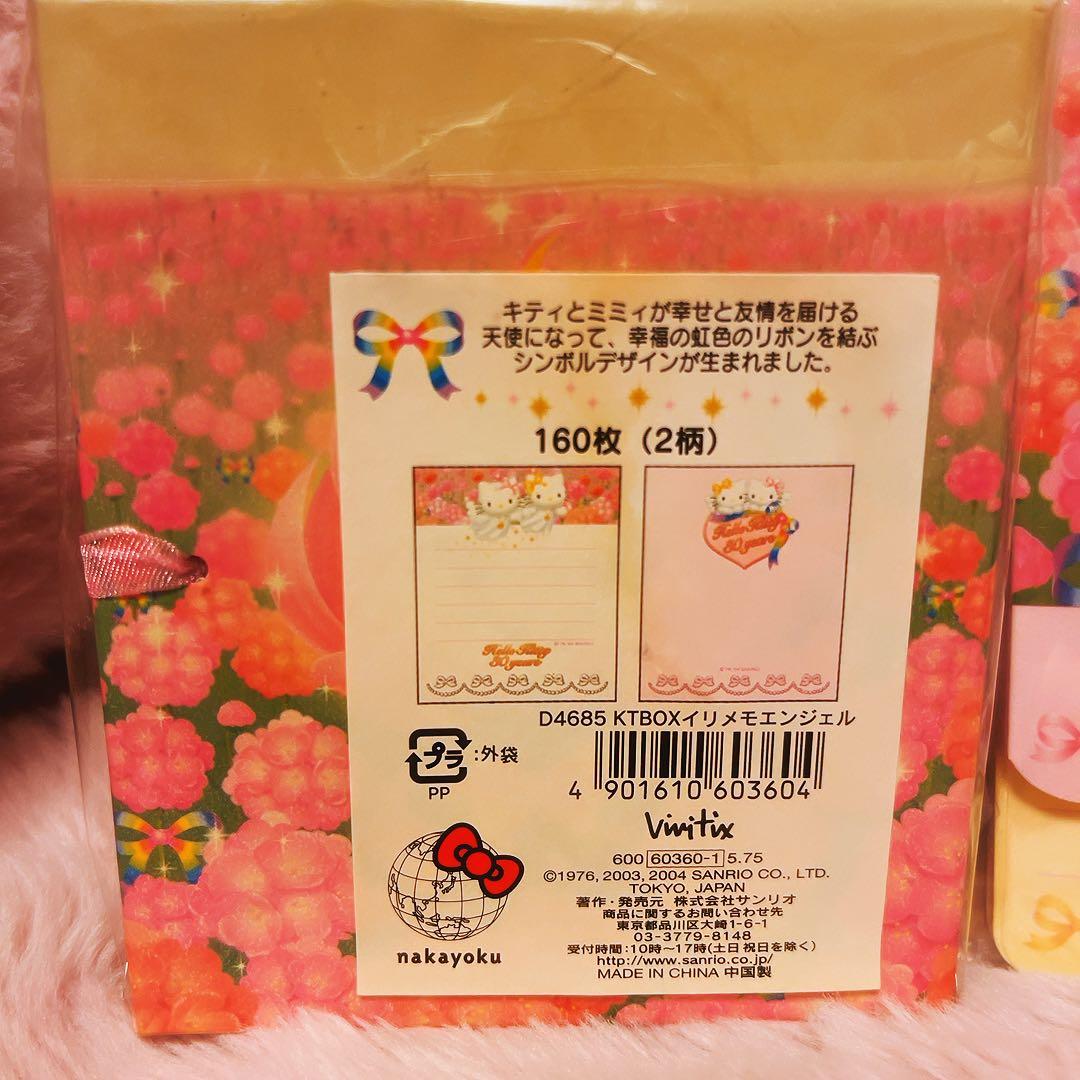 キティとミミィが幸せと友情を届ける
天使になって、幸福の虹色のリボンを結ぶ
シンボルデザインが生まれました。
160枚（2柄）
Hello Kitty
30 years
Hello Kitty
30 years
D4685 KTBOXイリメモエンジェル
プラ :外袋
PP
4 901610 603604
Vivitix
600 60360-1 5.75
©1976, 2003, 2004 SANRIO CO., LTD.
TOKYO, JAPAN
著作・発売元 株式会社サンリオ
商品に関するお問い合わせ先
東京都品川区大崎1-6-1
03-3779-8148
受付時間:10時〜17時(土日祝日を除く)
http://www.sanrio.co.jp/
MADE IN CHINA 中国製
nakayoku